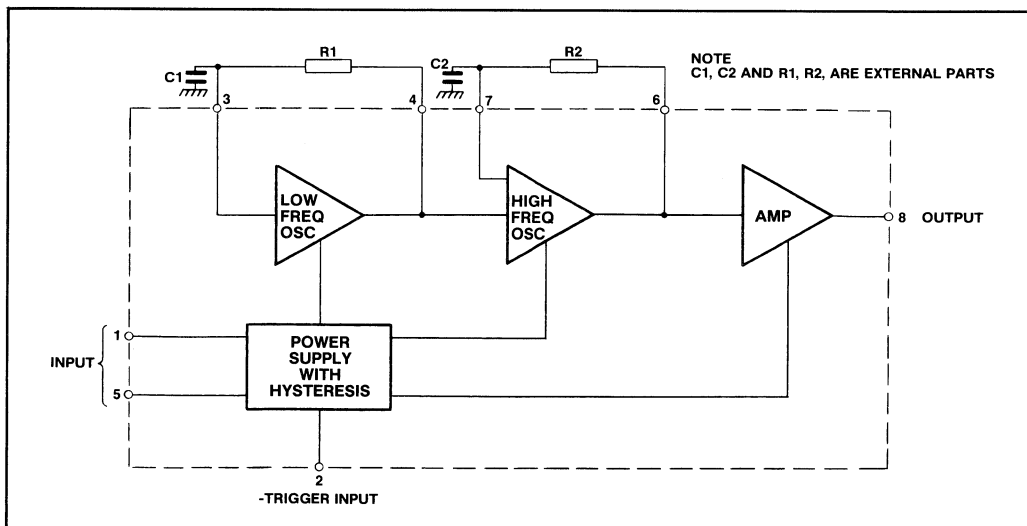 R1
C1
3
4
R2
C2
7
6
NOTE
C1, C2 AND R1, R2, ARE EXTERNAL PARTS
LOW
FREQ
OSC
HIGH
FREQ
OSC
AMP
8 OUTPUT
INPUT
1
5
POWER
SUPPLY
WITH
HYSTERESIS
2
-TRIGGER INPUT